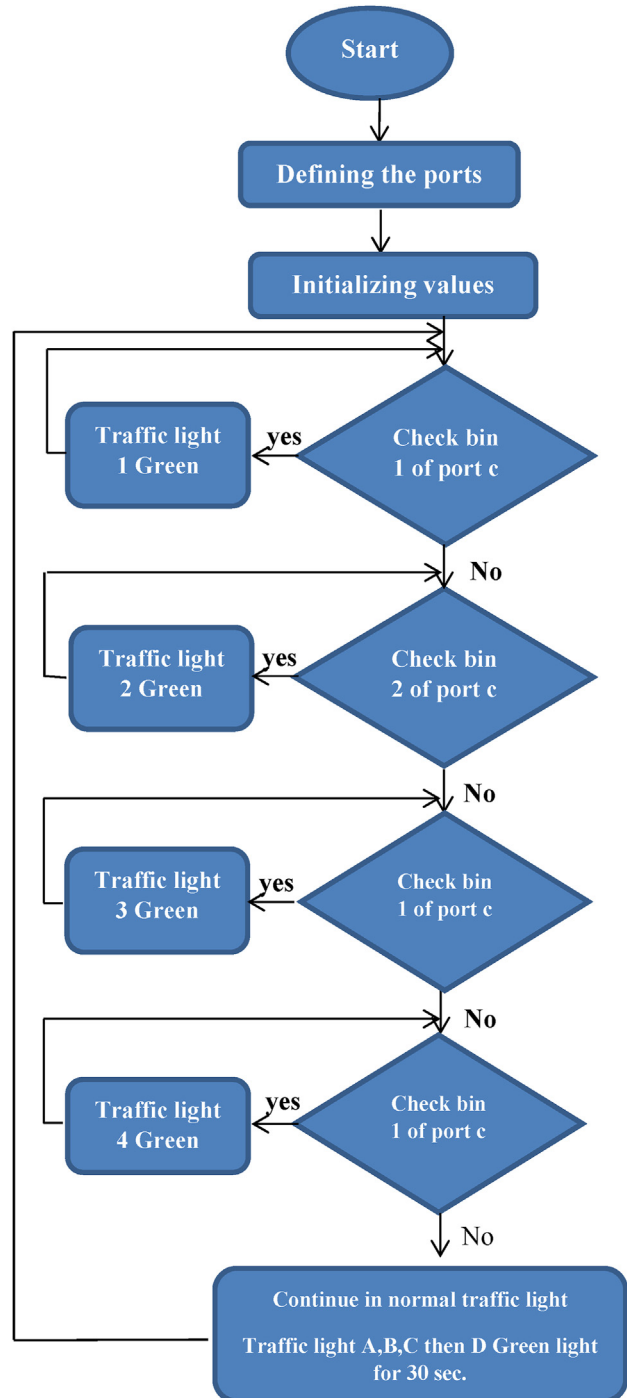 Start
Defining the ports
Initializing values
Traffic light
1 Green
yes
Check bin
1 of port c
No
Traffic light
2 Green
yes
Check bin
2 of port c
No
Traffic light
3 Green
yes
Check bin
1 of port c
No
Traffic light
4 Green
yes
Check bin
1 of port c
No
Continue in normal traffic light
Traffic light A,B,C then D Green light
for 30 sec.